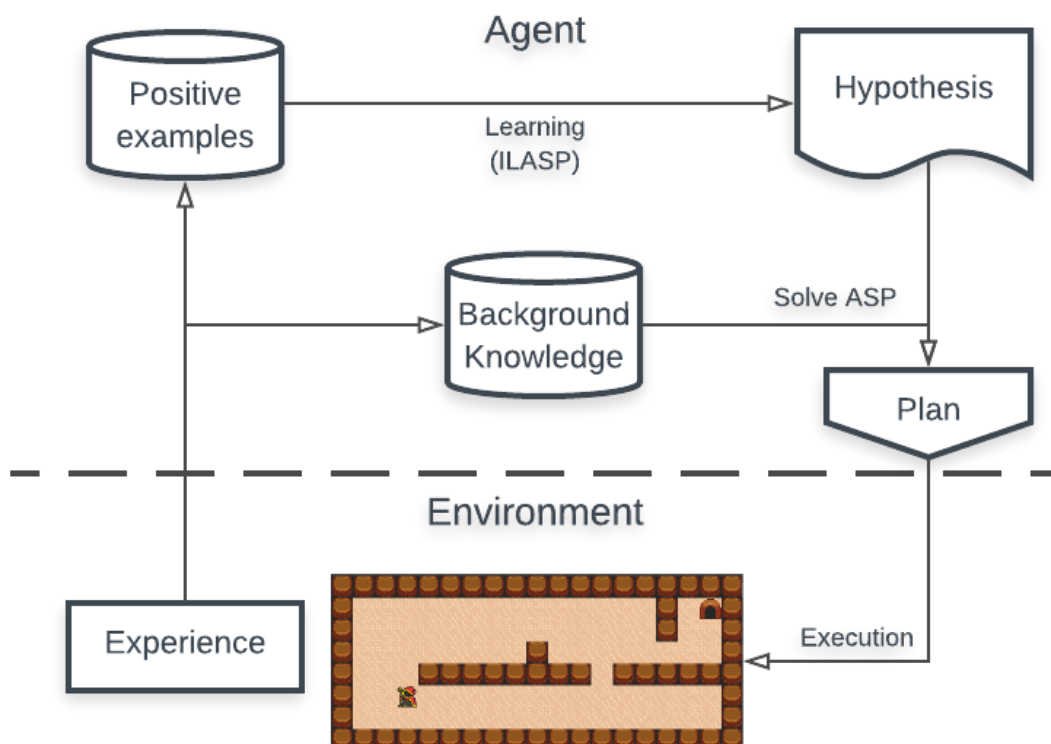 Agent
Positive
examples
Hypothesis
Learning
(ILASP)
Background
Knowledge
Solve ASP
Plan
Environment
Experience
Execution